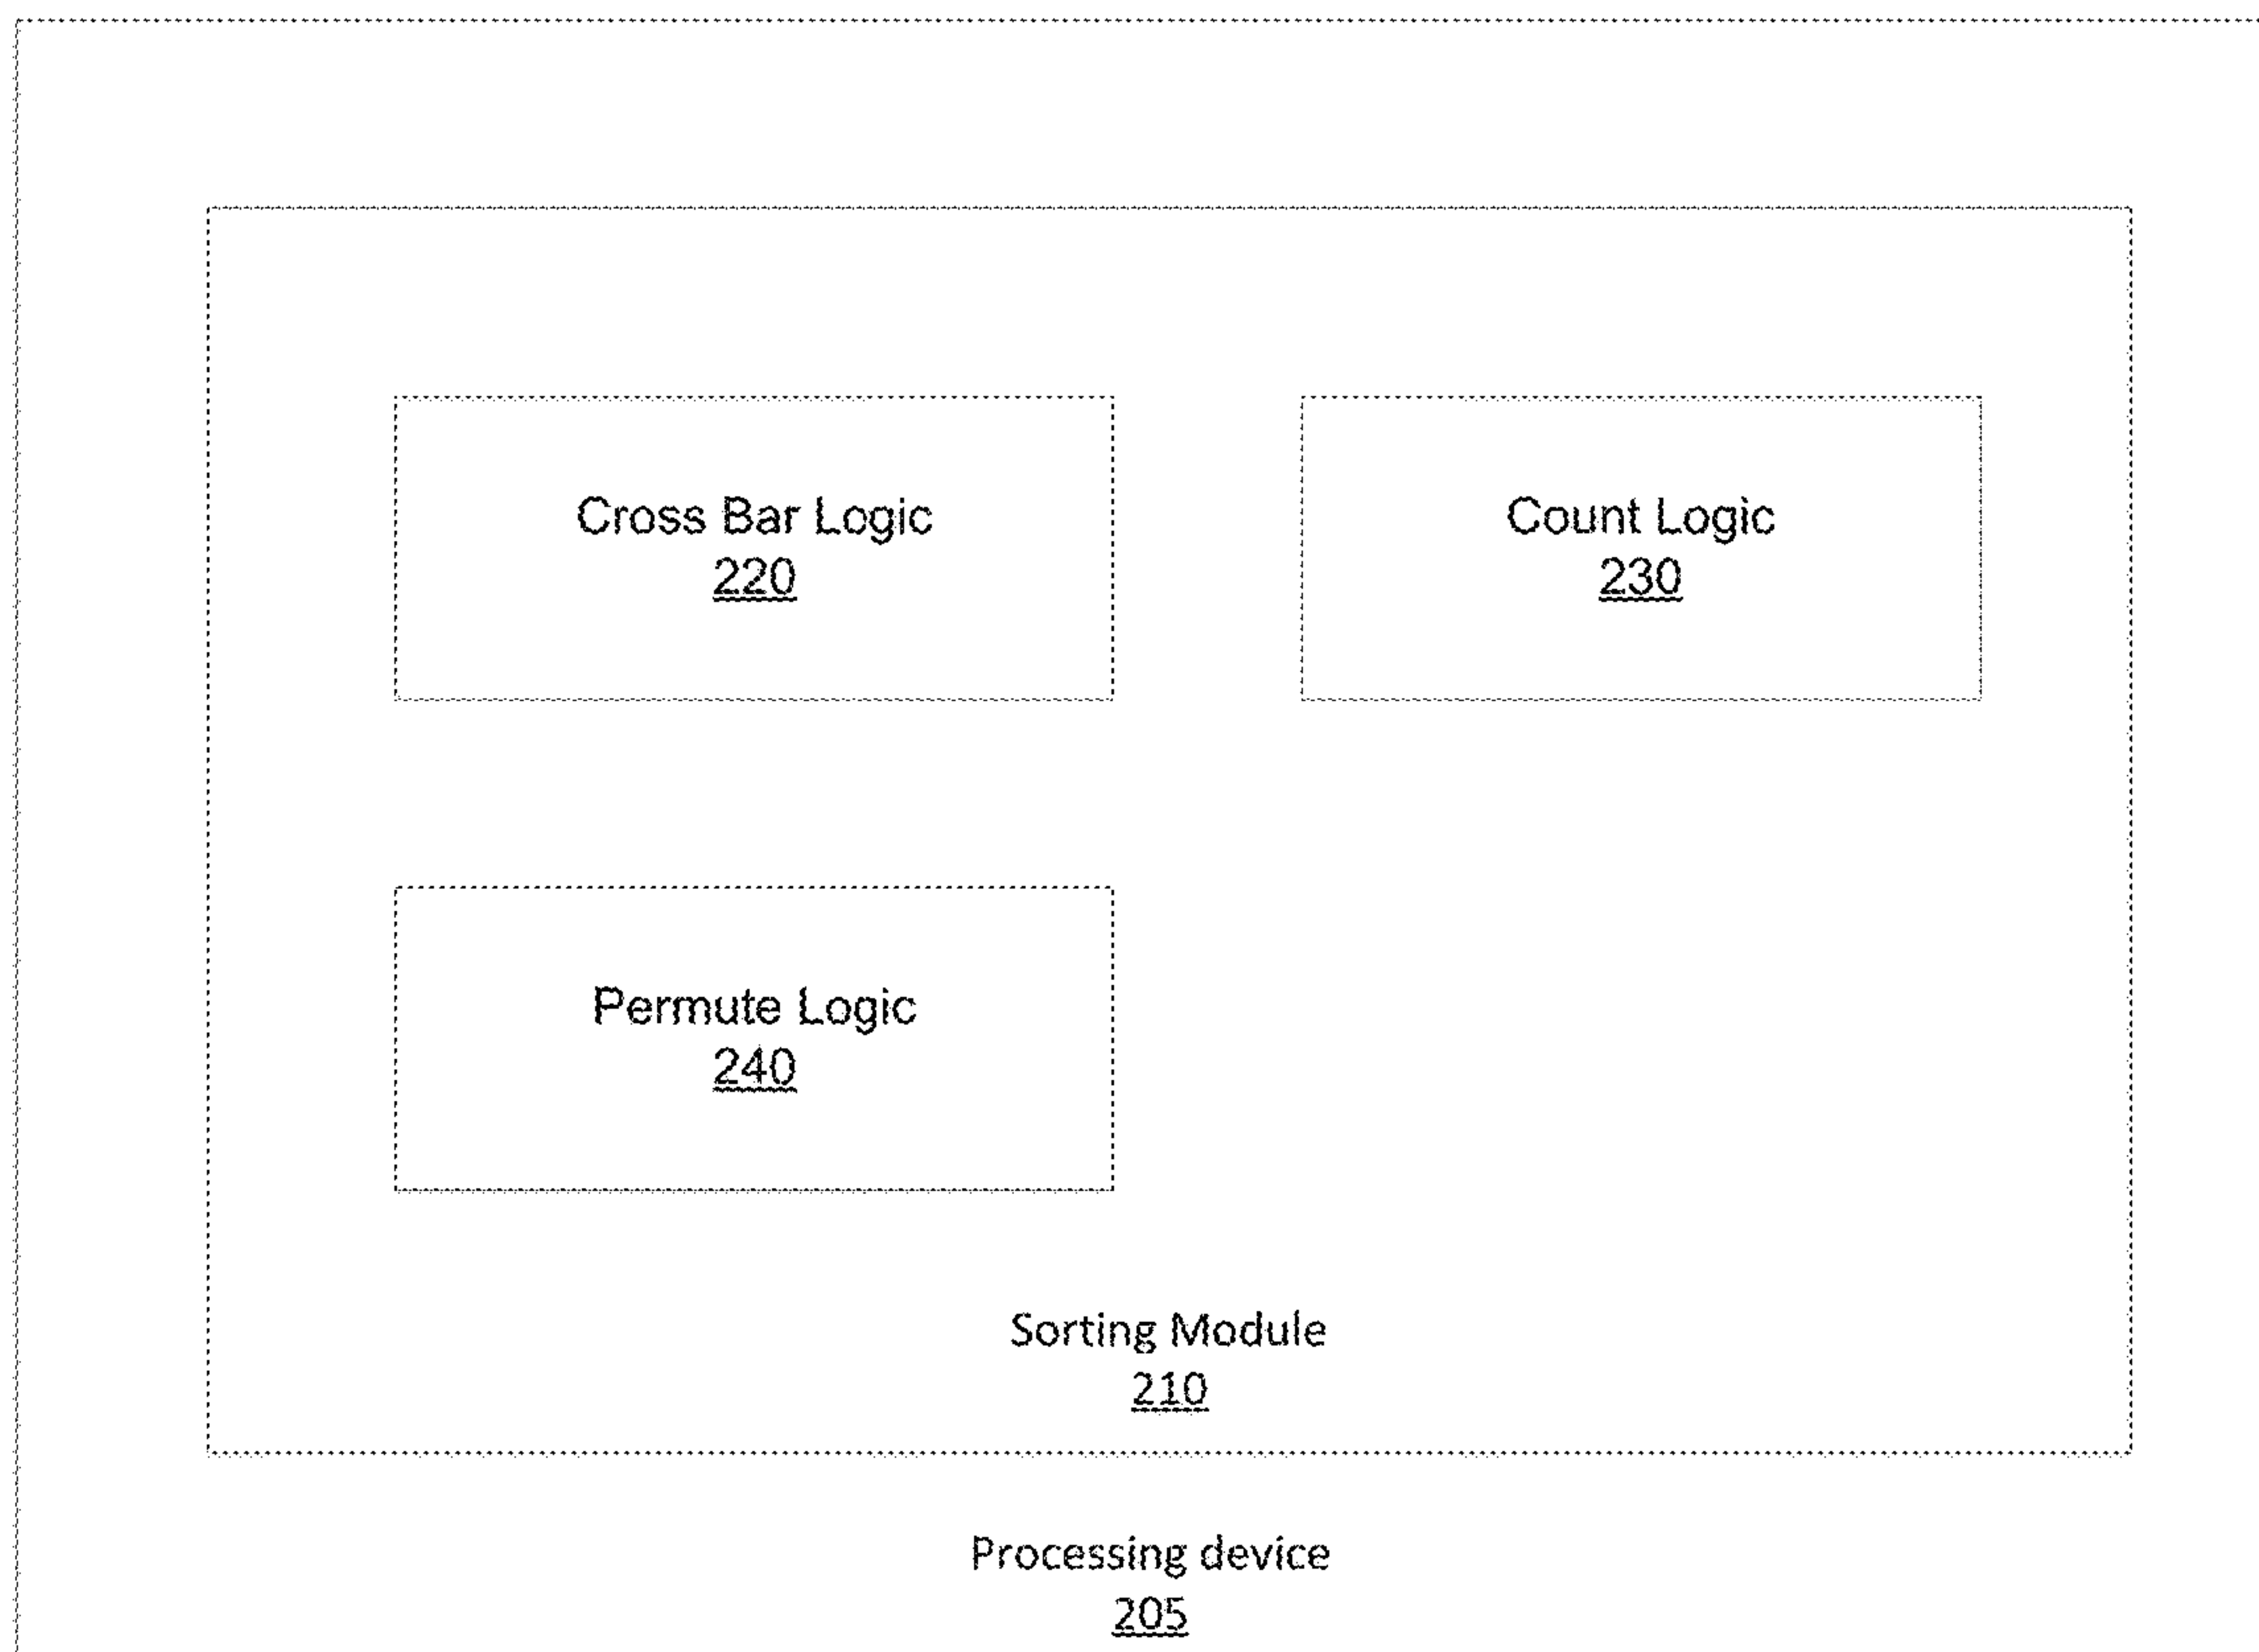 Cross Bar Logic
220
Count Logic
230
Permute Logic
240
Sorting Module
210
Processing device
205